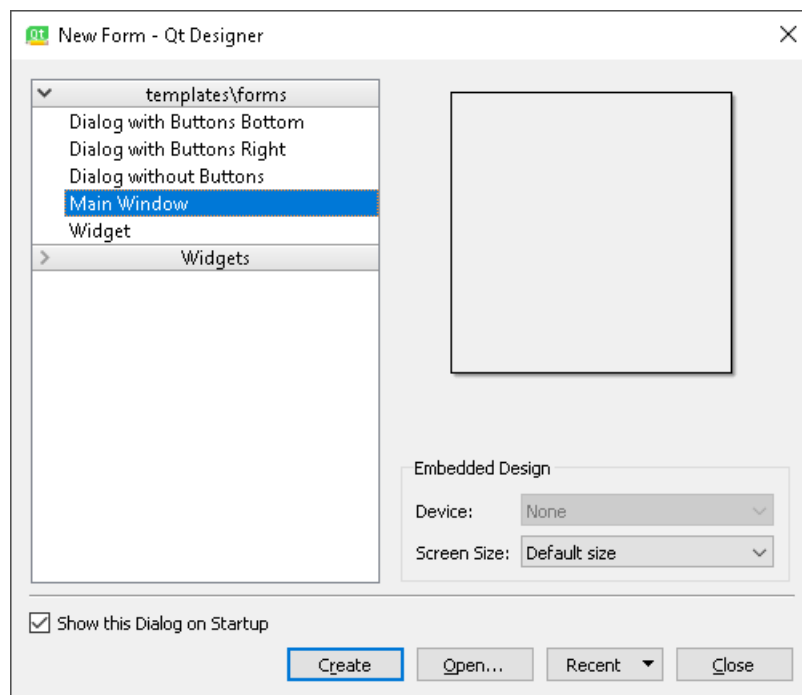 Qt New Form - Qt Designer
templates\forms
Dialog with Buttons Bottom
Dialog with Buttons Right
Dialog without Buttons
Main Window
Widget
Widgets
Embedded Design
Device: None
Screen Size: Default size
Show this Dialog on Startup
Create Open... Recent Close